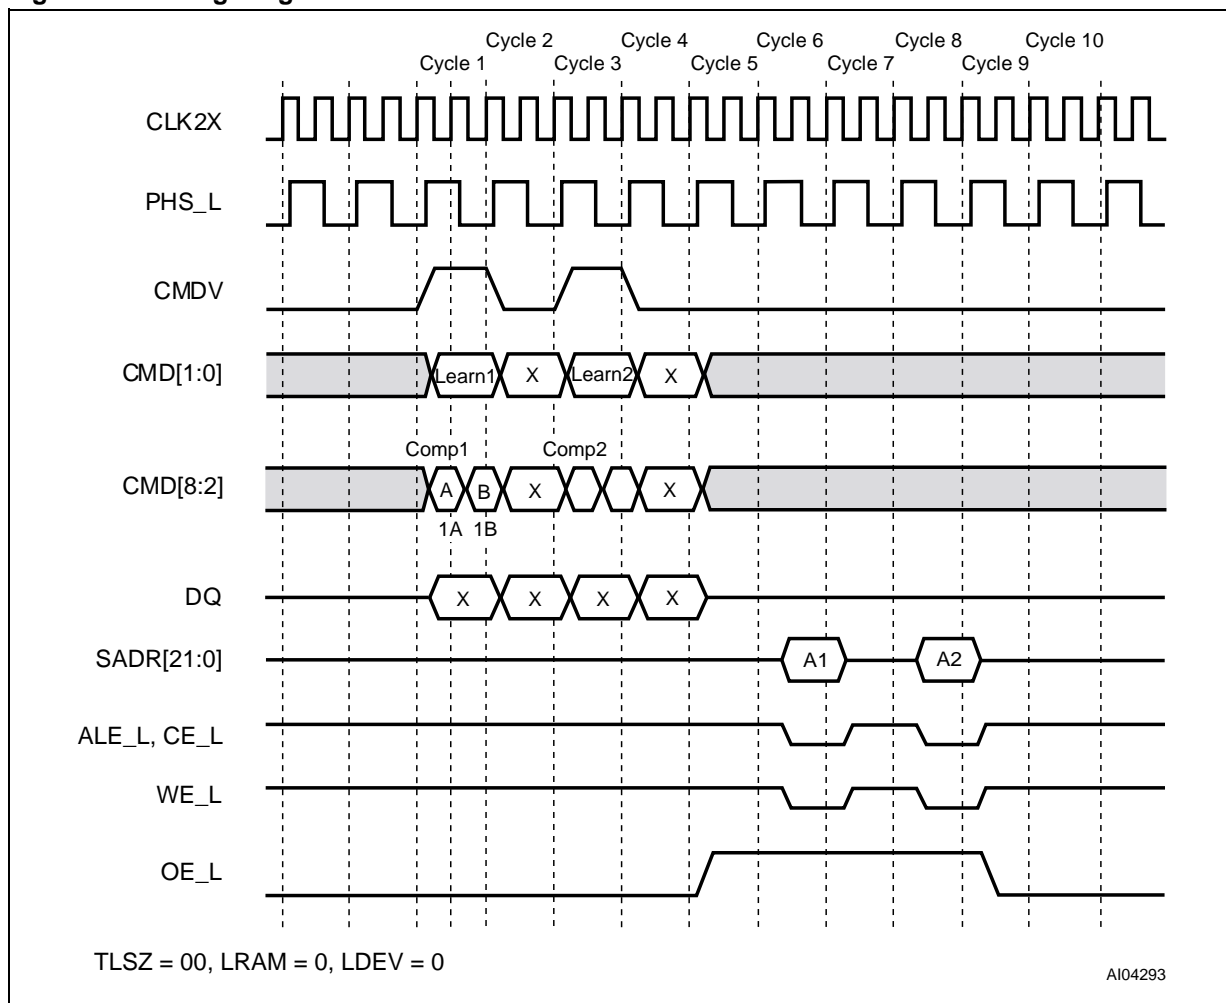 Cycle 2 Cycle 4 Cycle 6 Cycle 8 Cycle 10
Cycle 1 Cycle 3 Cycle 5 Cycle 7 Cycle 9
CLK2X
PHS_L
CMDV
CMD[1:0]
Learn1 X Learn2 X
Comp1 Comp2
CMD[8:2]
A B X X
1A 1B
DQ
X X X X
SADR[21:0]
A1 A2
ALE_L, CE_L
WE_L
OE_L
TLSZ = 00, LRAM = 0, LDEV = 0
AI04293